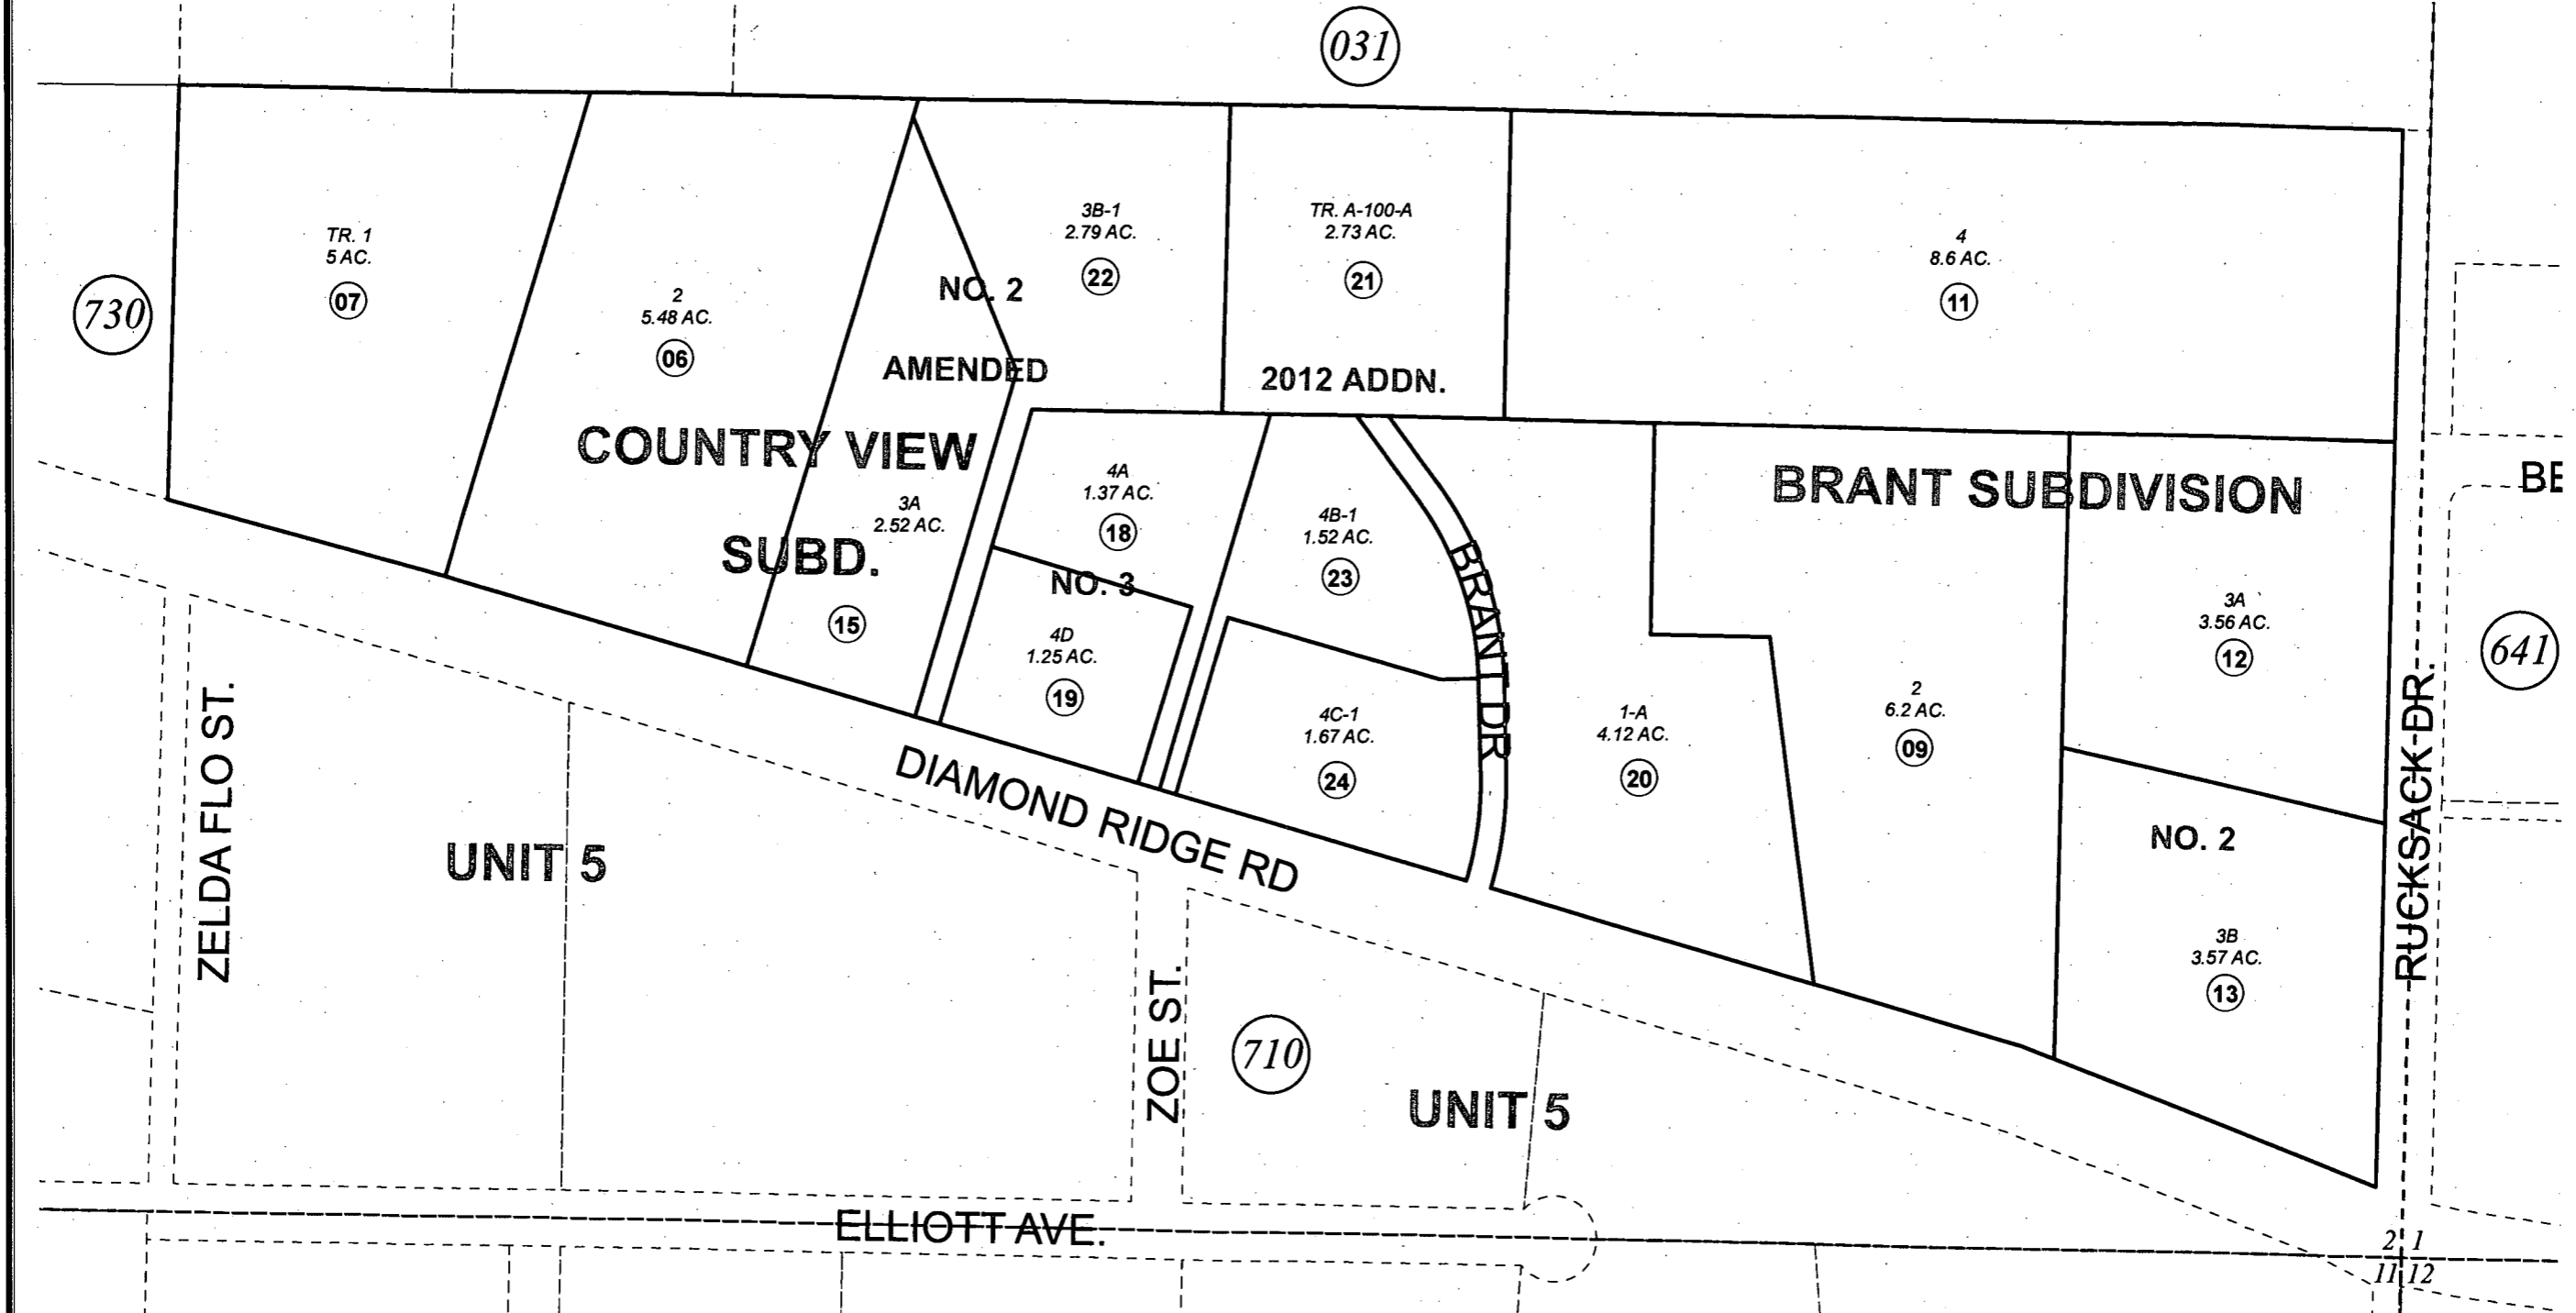 031
TR. 1
5 AC.
07
730
2
5.48 AC.
06
NO. 2
AMENDED
3B-1
2.79 AC.
22
TR. A-100-A
2.73 AC.
21
2012 ADDN.
4
8.6 AC.
11
COUNTRY VIEW
SUBD.
3A
2.52 AC.
15
4A
1.37 AC.
18
NO. 3
4D
1.25 AC.
19
4B-1
1.52 AC.
23
4C-1
1.67 AC.
24
BRANT DR
1-A
4.12 AC.
20
BRANT SUBDIVISION
2
6.2 AC.
09
3A
3.56 AC.
12
NO. 2
3B
3.57 AC.
13
BE
641
RUCKSACK DR.
ZELDA FLO ST.
UNIT 5
DIAMOND RIDGE RD
ZOE ST.
710
UNIT 5
ELLIOTT AVE.
2 1
11 12